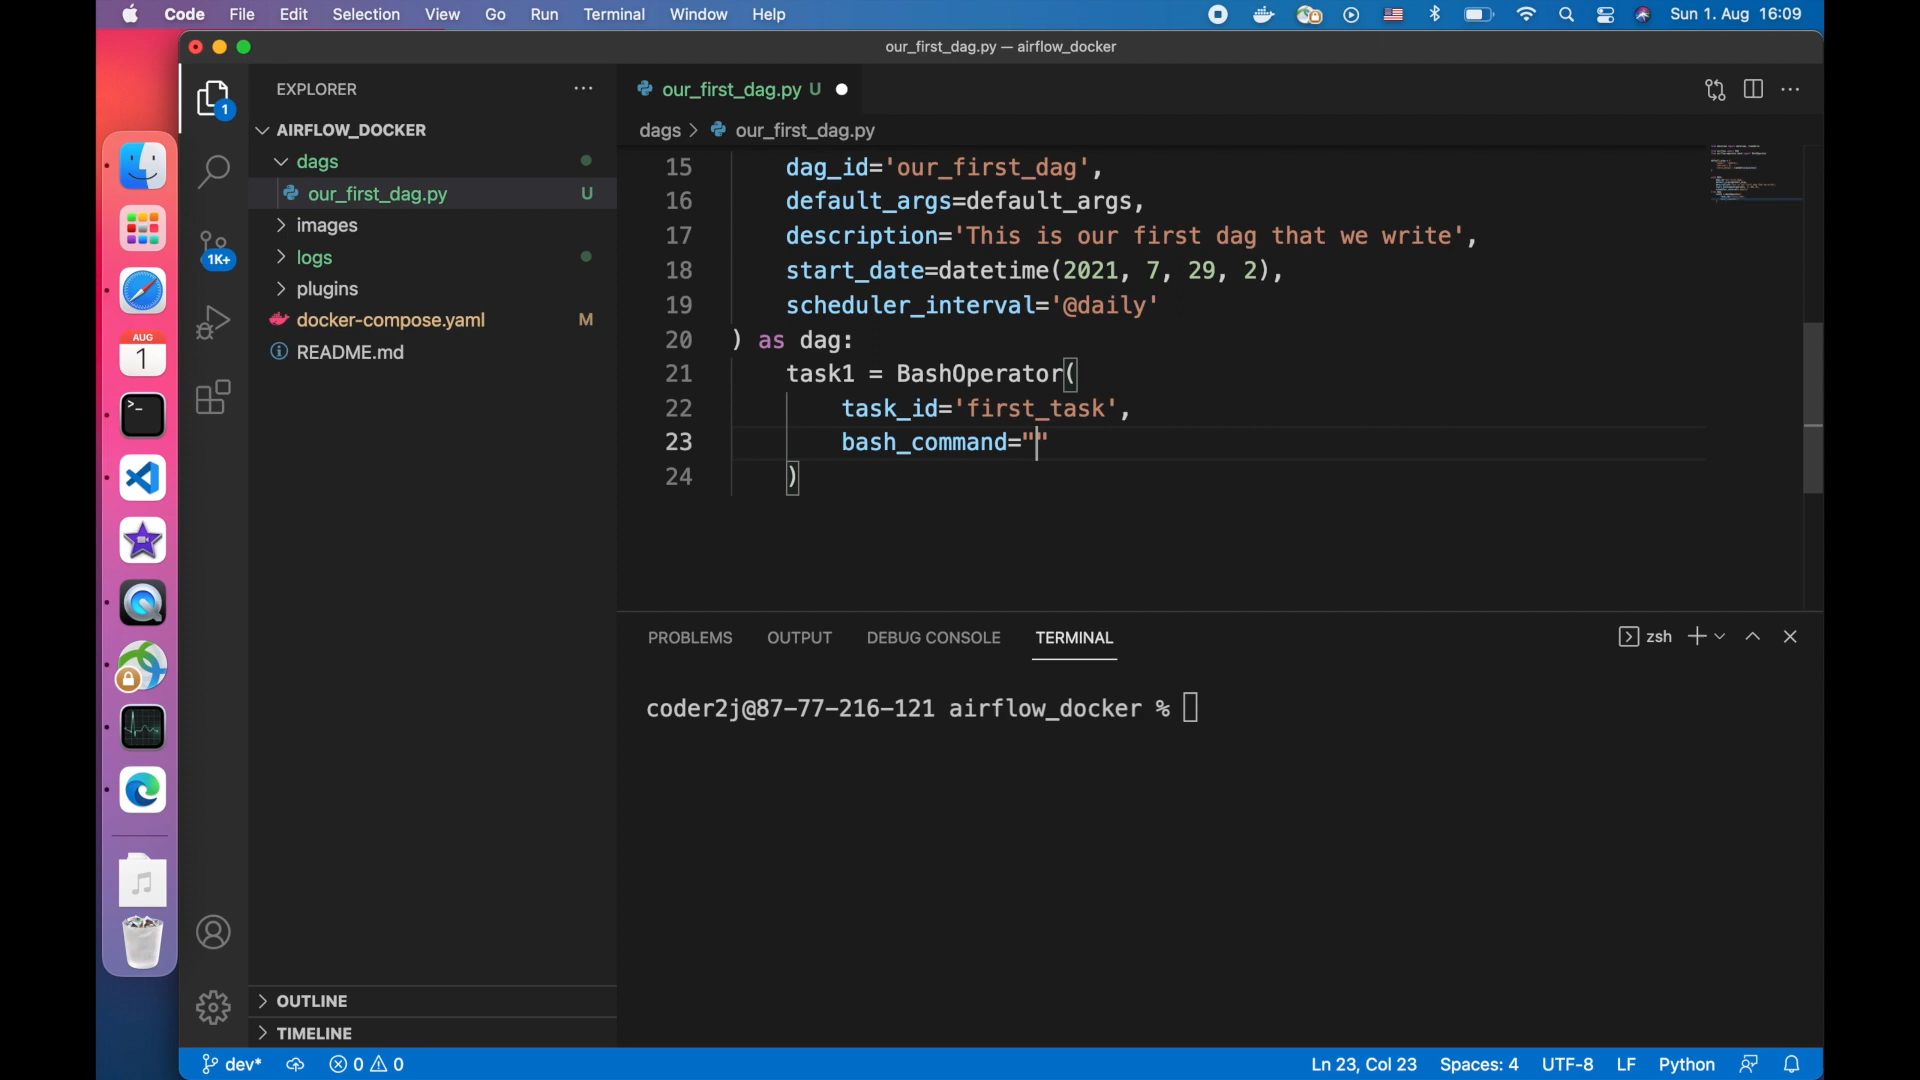 Code File Edit Selection View Go Run Terminal Window Help Sun 1. Aug 16:09
our_first_dag.py — airflow_docker
EXPLORER
our_first_dag.py U
1
AIRFLOW_DOCKER
dags > our_first_dag.py
dags
our_first_dag.py U
images
logs
plugins
docker-compose.yaml M
README.md
1K+
AUG
1
>_
15 dag_id='our_first_dag',
16 default_args=default_args,
17 description='This is our first dag that we write',
18 start_date=datetime(2021, 7, 29, 2),
19 scheduler_interval='@daily'
20 ) as dag:
21 task1 = BashOperator(
22 task_id='first_task',
23 bash_command=""
24 )
PROBLEMS OUTPUT DEBUG CONSOLE TERMINAL zsh
coder2j@87-77-216-121 airflow_docker %
OUTLINE
TIMELINE
dev* 0 0 Ln 23, Col 23 Spaces: 4 UTF-8 LF Python